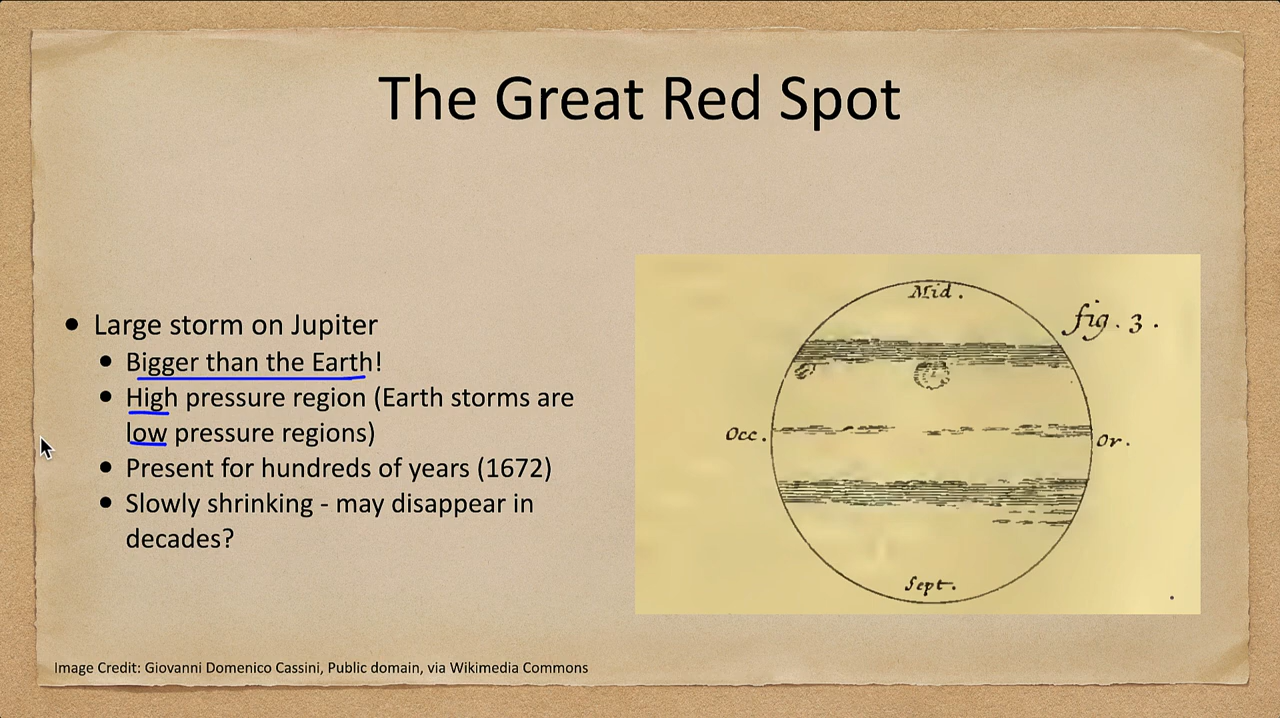 The Great Red Spot
Large storm on Jupiter
Bigger than the Earth!
High pressure region (Earth storms are
low pressure regions)
Present for hundreds of years (1672)
Slowly shrinking - may disappear in
decades?
Mid.
fig. 3.
Occ.
Or.
Sept.
Image Credit: Giovanni Domenico Cassini, Public domain, via Wikimedia Commons